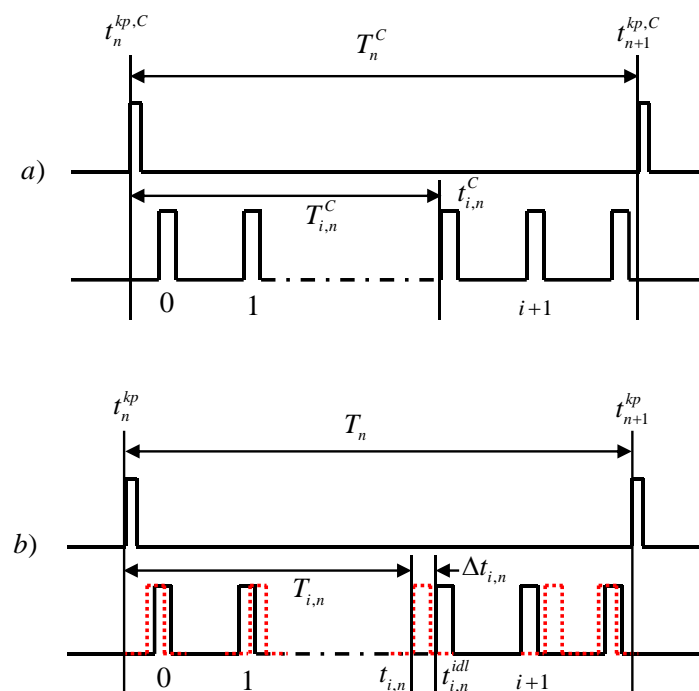 t_n^{kp,C} t_{n+1}^{kp,C}
T_n^C
a)
T_{i,n}^C t_{i,n}^C
0 1 i+1
t_n^{kp} t_{n+1}^{kp}
T_n
b)
T_{i,n} Δt_{i,n}
0 1 t_{i,n} t_{i,n}^{idl} i+1